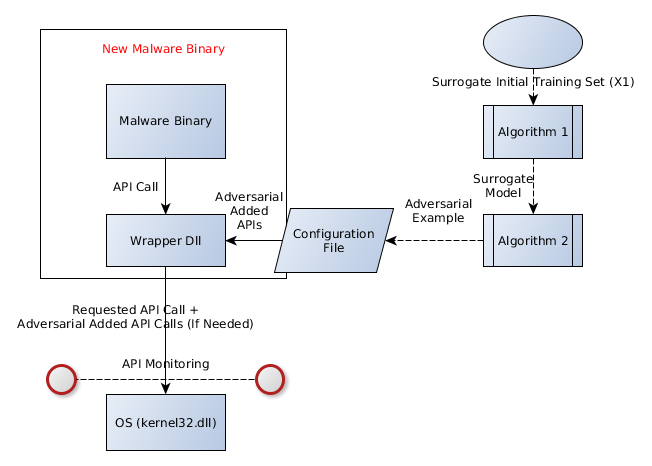 New Malware Binary
Surrogate Initial Training Set (X1)
Malware Binary
Algorithm 1
API Call
Surrogate
Model
Adversarial
Added
APIs
Adversarial
Example
Wrapper Dll
Configuration
File
Algorithm 2
Requested API Call +
Adversarial Added API Calls (If Needed)
API Monitoring
OS (kernel32.dll)